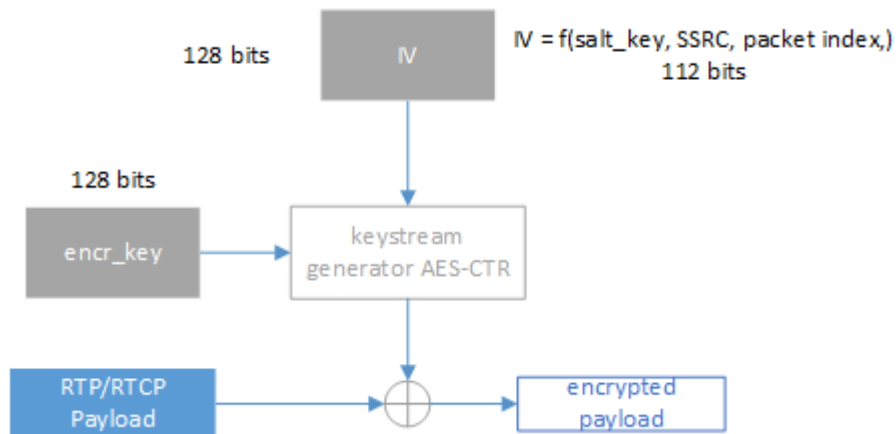 128 bits
IV
IV = f(salt_key, SSRC, packet index,)
112 bits
128 bits
encr_key
keystream
generator AES-CTR
RTP/RTCP
Payload
encrypted
payload